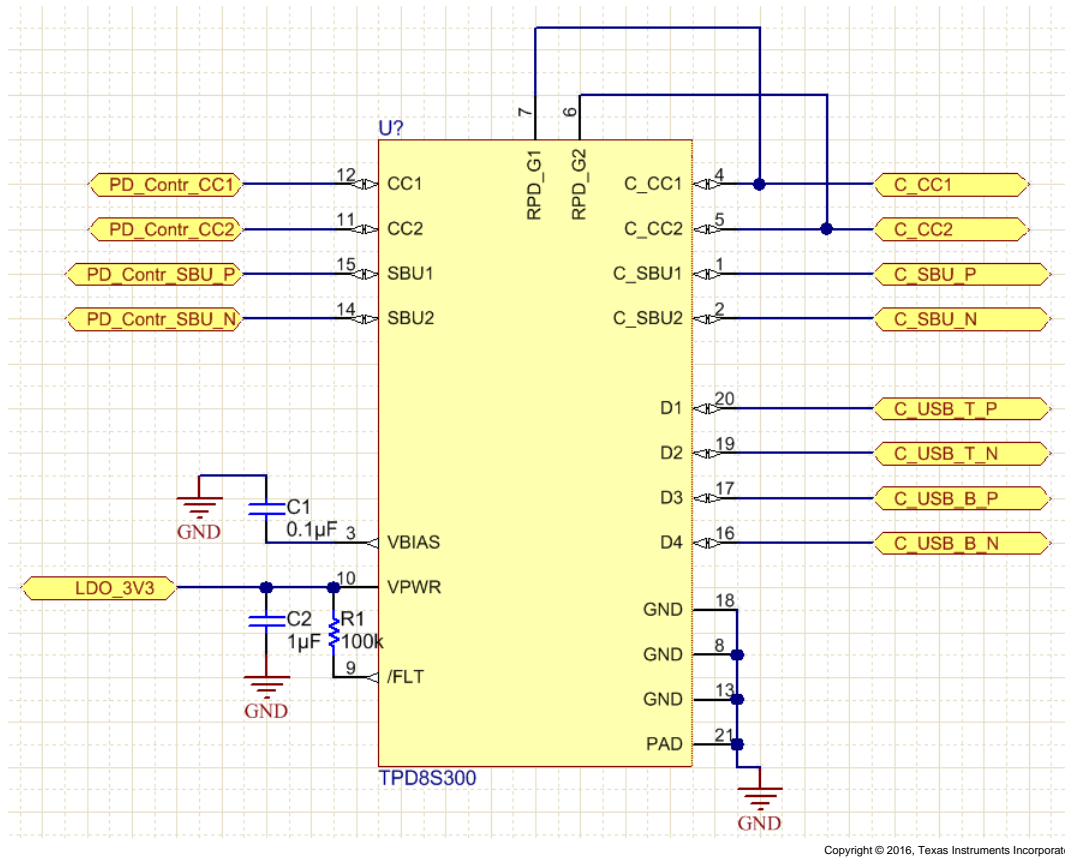 7
6
U?
RPD_G1
RPD_G2
PD_Contr_CC1 12 CC1 C_CC1 4 C_CC1
PD_Contr_CC2 11 CC2 C_CC2 5 C_CC2
PD_Contr_SBU_P 15 SBU1 C_SBU1 1 C_SBU_P
PD_Contr_SBU_N 14 SBU2 C_SBU2 2 C_SBU_N
D1 20 C_USB_T_P
D2 19 C_USB_T_N
D3 17 C_USB_B_P
D4 16 C_USB_B_N
GND
C1
0.1µF
3 VBIAS
LDO_3V3 10 VPWR
C2
1µF
R1
100k
9 /FLT
GND
GND 18
GND 8
GND 13
PAD 21
TPD8S300
GND
Copyright © 2016, Texas Instruments Incorporat